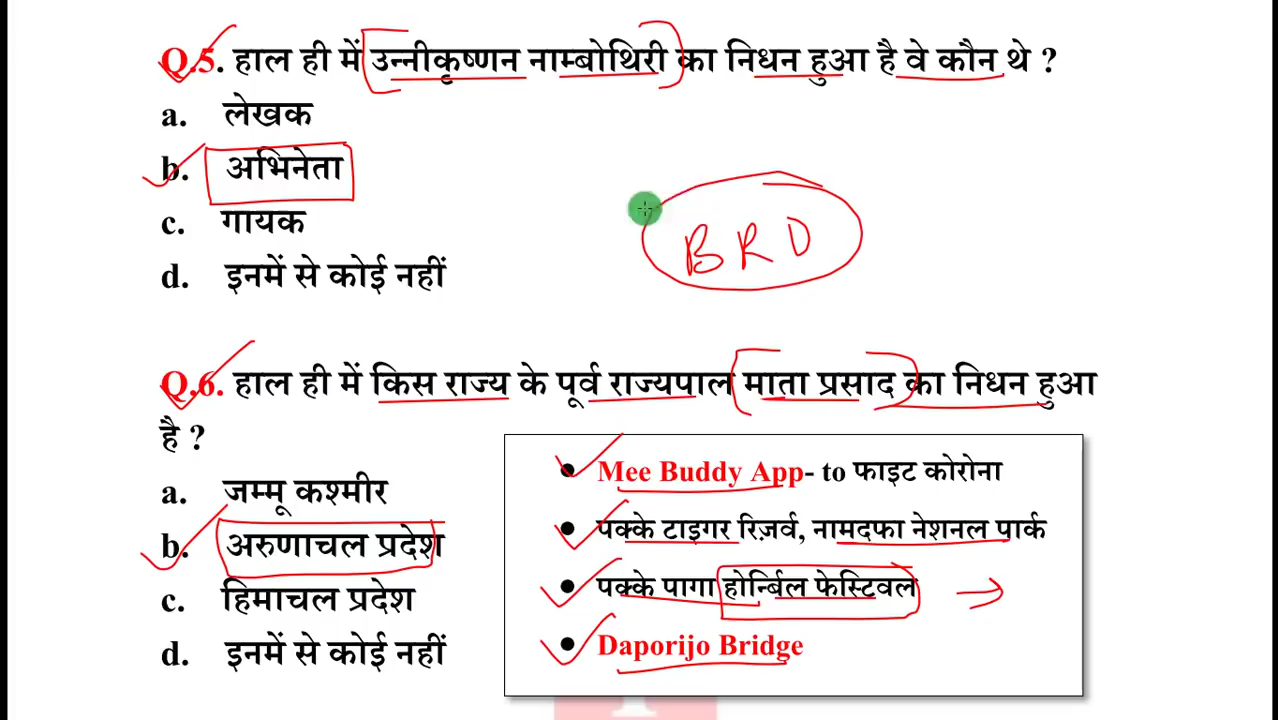 Q.5. हाल ही में उन्नीकृष्णन नाम्बोथिरी का निधन हुआ है वे कौन थे ?
a. लेखक
b. अभिनेता
c. गायक
d. इनमें से कोई नहीं
BRD
Q.6. हाल ही में किस राज्य के पूर्व राज्यपाल माता प्रसाद का निधन हुआ
है ?
a. जम्मू कश्मीर
b. अरुणाचल प्रदेश
c. हिमाचल प्रदेश
d. इनमें से कोई नहीं
• Mee Buddy App- to फाइट कोरोना
• पक्के टाइगर रिज़र्व, नामदफा नेशनल पार्क
• पक्के पागा होर्न्बिल फेस्टिवल
• Daporijo Bridge